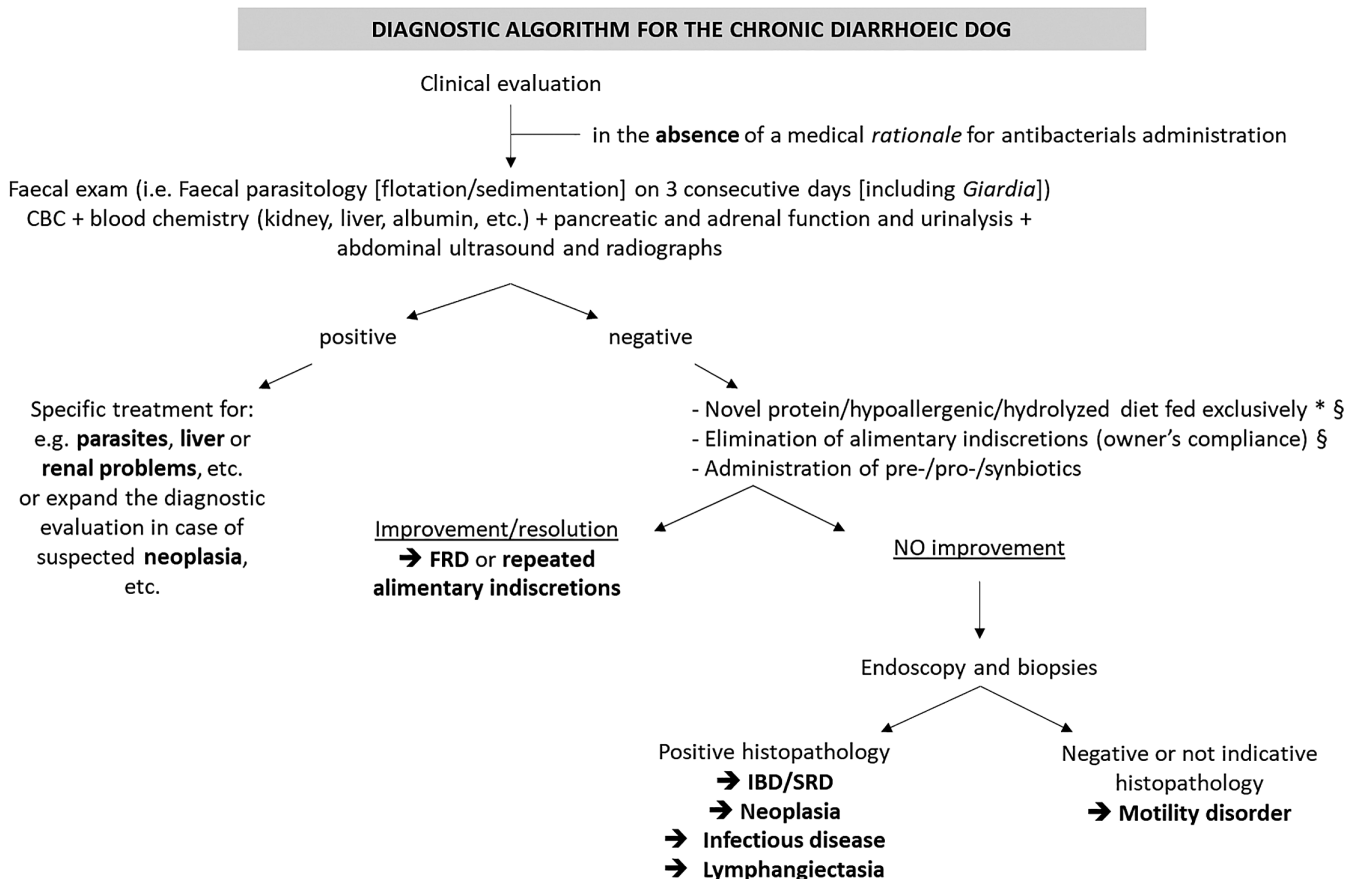 DIAGNOSTIC ALGORITHM FOR THE CHRONIC DIARRHOEIC DOG
Clinical evaluation
in the absence of a medical rationale for antibacterials administration
Faecal exam (i.e. Faecal parasitology [flotation/sedimentation] on 3 consecutive days [including Giardia])
CBC + blood chemistry (kidney, liver, albumin, etc.) + pancreatic and adrenal function and urinalysis +
abdominal ultrasound and radiographs
positive
negative
Specific treatment for:
e.g. parasites, liver or
renal problems, etc.
or expand the diagnostic
evaluation in case of
suspected neoplasia,
etc.
- Novel protein/hypoallergenic/hydrolyzed diet fed exclusively * §
- Elimination of alimentary indiscretions (owner's compliance) §
- Administration of pre-/pro-/synbiotics
Improvement/resolution
➔ FRD or repeated
alimentary indiscretions
NO improvement
Endoscopy and biopsies
Positive histopathology
➔ IBD/SRD
➔ Neoplasia
➔ Infectious disease
➔ Lymphangiectasia
Negative or not indicative
histopathology
➔ Motility disorder